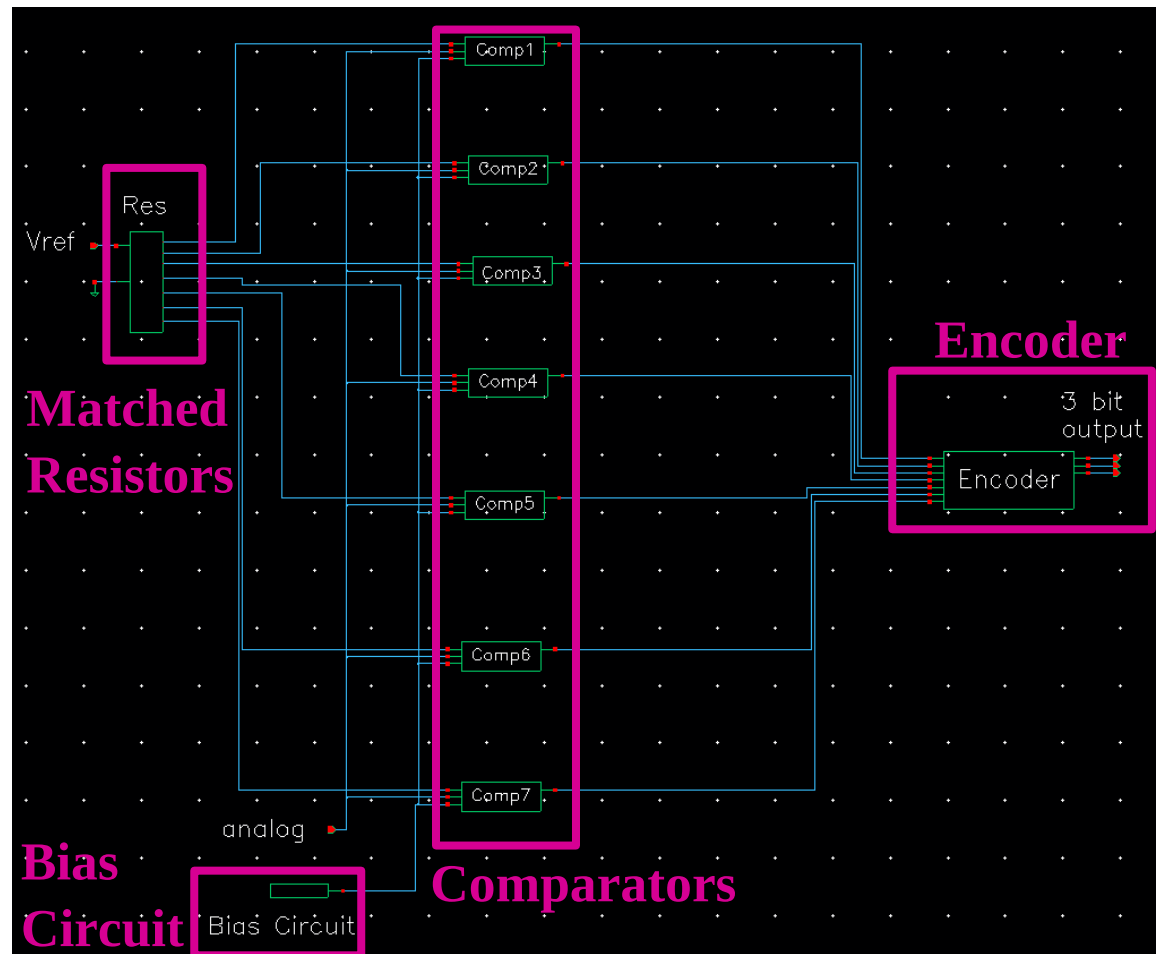 Comp1
Comp2
Res
Vref
Comp3
Encoder
Comp4
Matched
Resistors
3 bit
output
Encoder
Comp5
Comp6
Comp7
analog
Bias
Circuit
Comparators
Bias Circuit